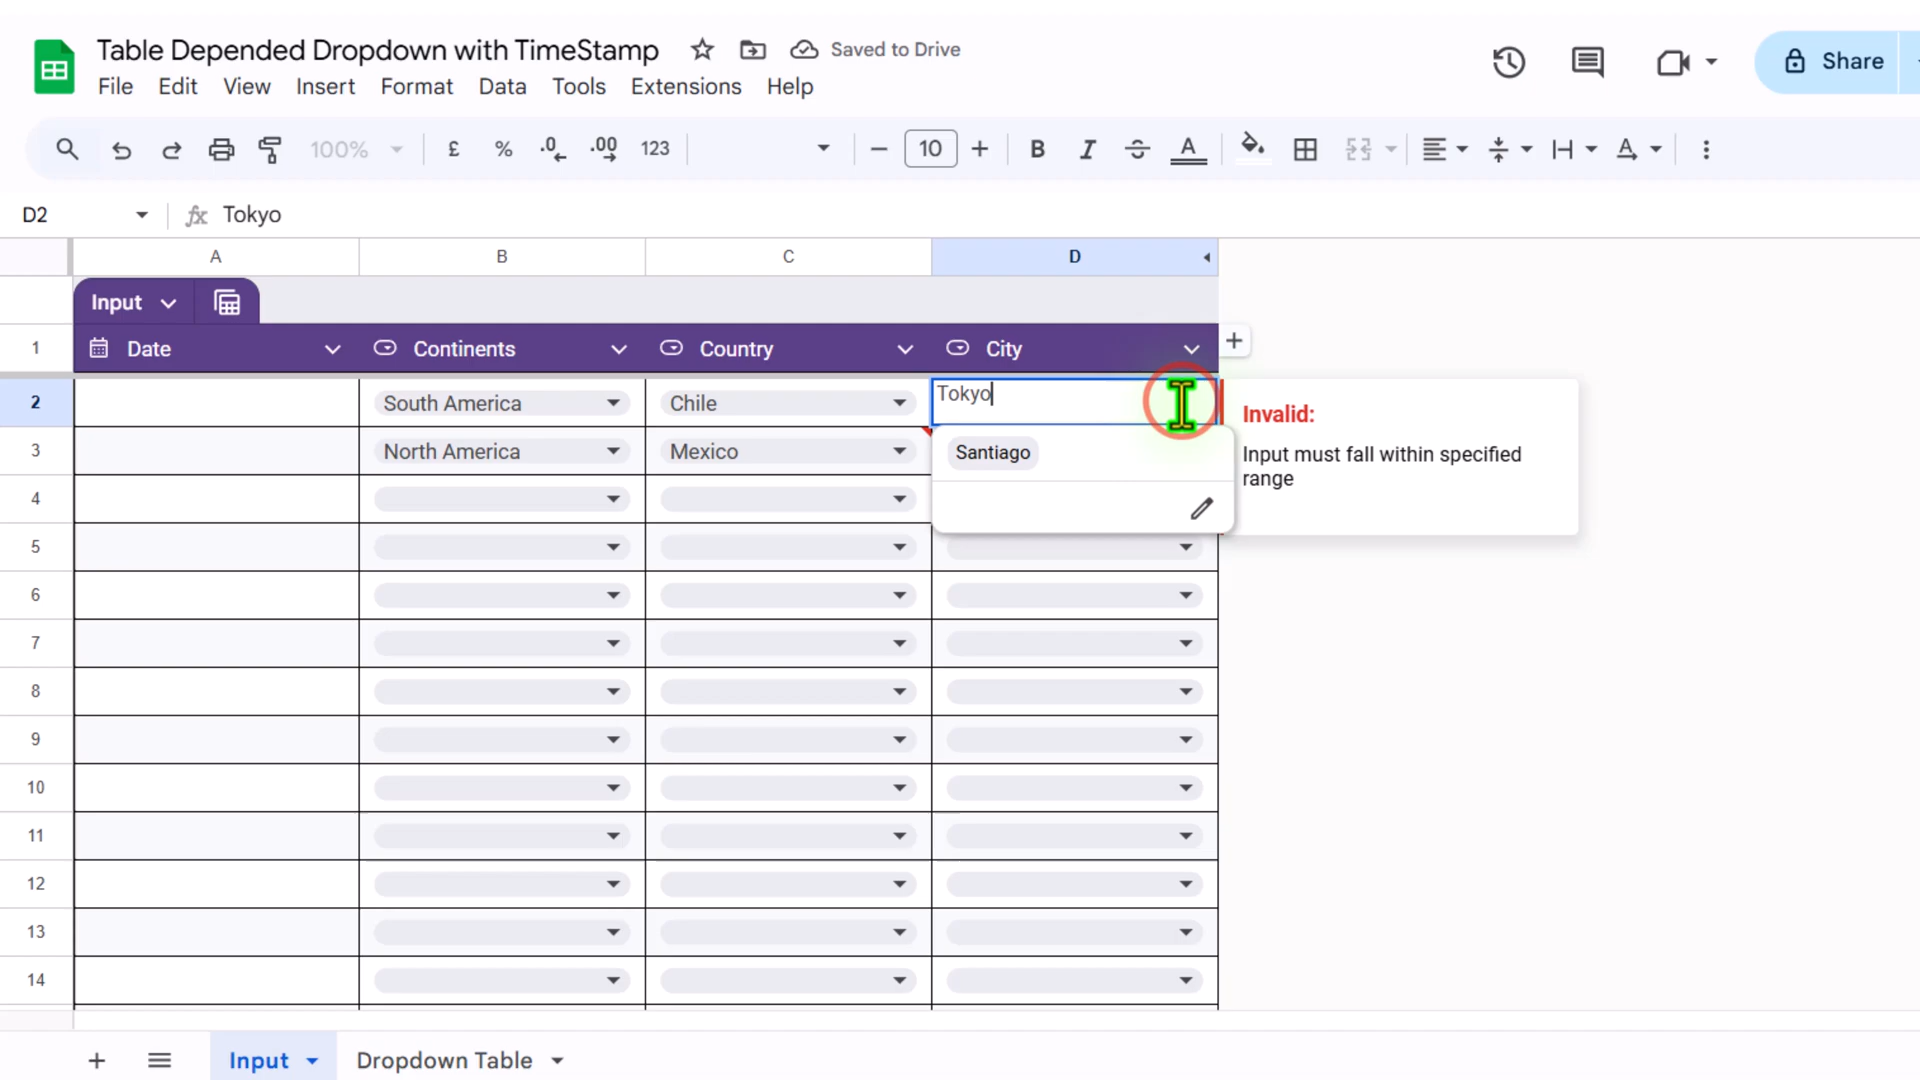 Table Depended Dropdown with TimeStamp Saved to Drive
File Edit View Insert Format Data Tools Extensions Help
Share
100% £ % .0 .00 123 10 B I A A
D2 fx Tokyo
A B C D
Input
1 Date Continents Country City
2 South America Chile Tokyo
Invalid:
3 North America Mexico Santiago
Input must fall within specified
range
4
5
6
7
8
9
10
11
12
13
14
Input Dropdown Table